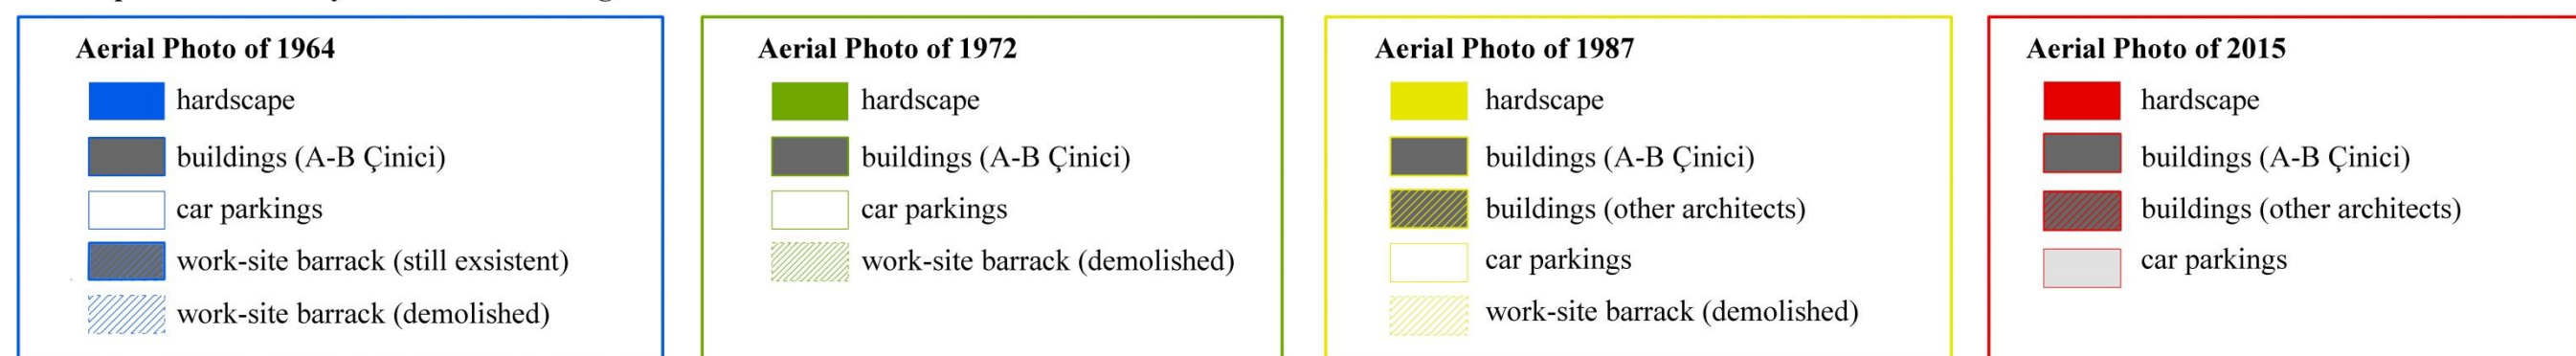 Aerial Photo of 1964
hardscape
buildings (A-B Çinici)
car parkings
work-site barrack (still exsistent)
work-site barrack (demolished)
Aerial Photo of 1972
hardscape
buildings (A-B Çinici)
car parkings
work-site barrack (demolished)
Aerial Photo of 1987
hardscape
buildings (A-B Çinici)
buildings (other architects)
car parkings
work-site barrack (demolished)
Aerial Photo of 2015
hardscape
buildings (A-B Çinici)
buildings (other architects)
car parkings